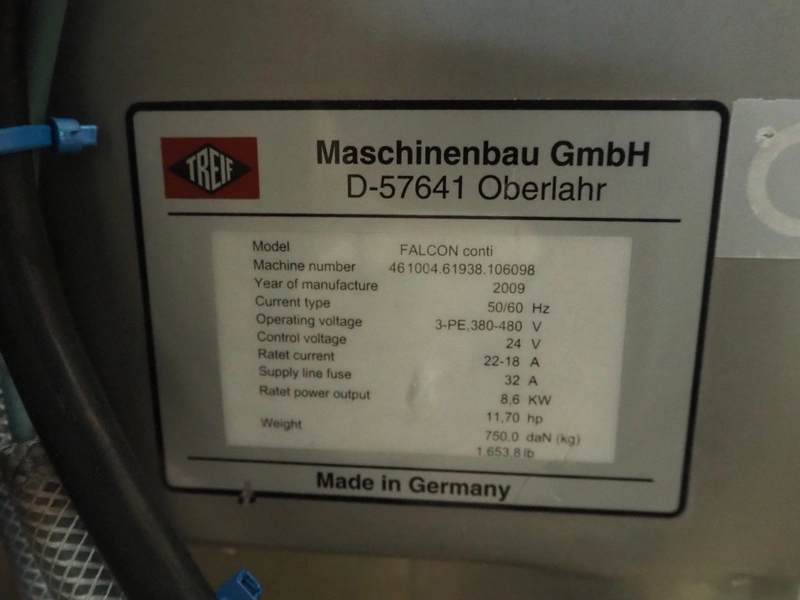 TREIF
Maschinenbau GmbH
D-57641 Oberlahr
Model FALCON conti
Machine number 461004.61938.106098
Year of manufacture 2009
Current type 50/60 Hz
Operating voltage 3-PE,380-480 V
Control voltage 24 V
Ratet current 22-18 A
Supply line fuse 32 A
Ratet power output 8,6 KW
11,70 hp
Weight 750.0 daN (kg)
1.653,8 lb
Made in Germany